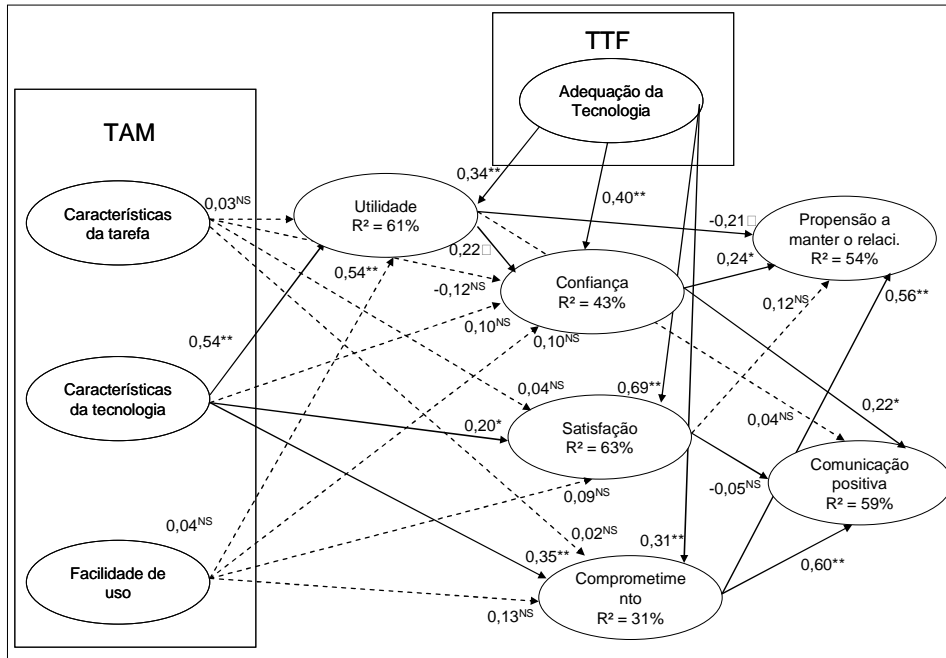 TTF
Adequação da
Tecnologia
TAM
Características
da tarefa
Características
da tecnologia
Facilidade de
uso
Utilidade
R² = 61%
Confiança
R² = 43%
Satisfação
R² = 63%
Comprometime
nto
R² = 31%
Propensão a
manter o relaci.
R² = 54%
Comunicação
positiva
R² = 59%
0,03NS
0,34**
0,40**
-0,21□
0,22□
0,54**
-0,12NS
0,24*
0,56**
0,12NS
0,10NS
0,10NS
0,54**
0,04NS
0,69**
0,20*
0,04NS
0,22*
-0,05NS
0,09NS
0,04NS
0,02NS
0,35**
0,31**
0,60**
0,13NS